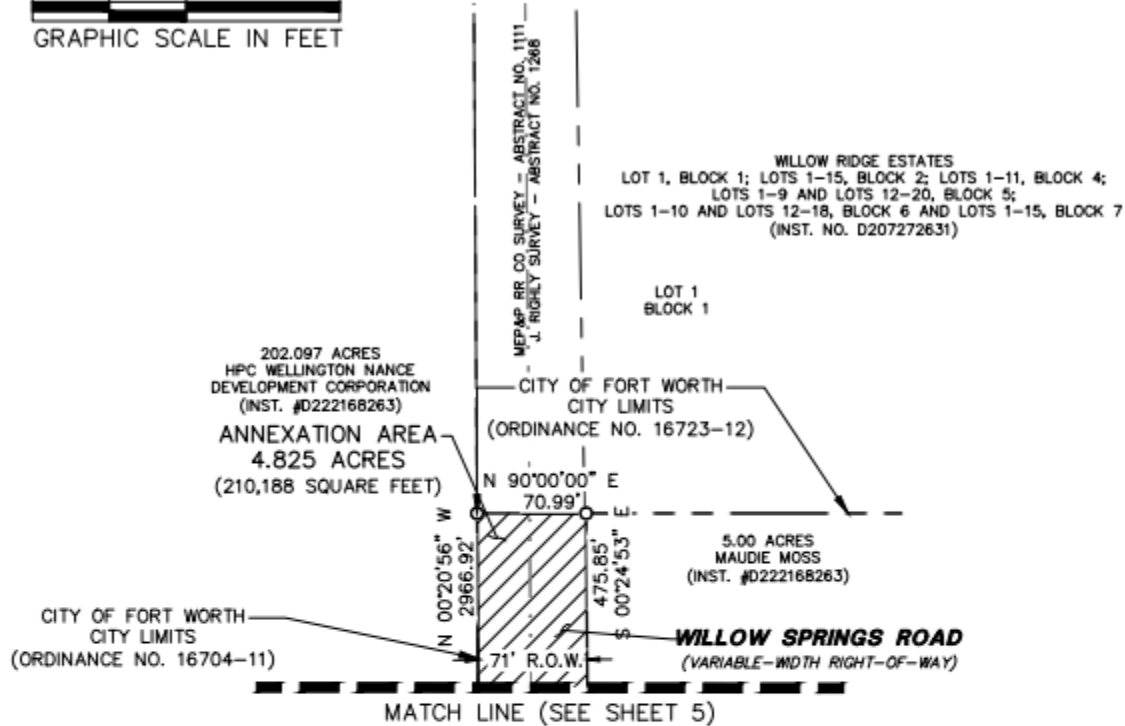 GRAPHIC SCALE IN FEET
MEP&P RR CO SURVEY - ABSTRACT NO. 1111
J. RIGHLY SURVEY - ABSTRACT NO. 1268
WILLOW RIDGE ESTATES
LOT 1, BLOCK 1; LOTS 1-15, BLOCK 2; LOTS 1-11, BLOCK 4;
LOTS 1-9 AND LOTS 12-20, BLOCK 5;
LOTS 1-10 AND LOTS 12-18, BLOCK 6 AND LOTS 1-15, BLOCK 7
(INST. NO. D207272631)
LOT 1
BLOCK 1
202.097 ACRES
HPC WELLINGTON NANCE
DEVELOPMENT CORPORATION
(INST. #D222168263)
CITY OF FORT WORTH
CITY LIMITS
(ORDINANCE NO. 16723-12)
ANNEXATION AREA
4.825 ACRES
(210,188 SQUARE FEET)
N 90°00'00" E
70.99'
N 00°20'56" W
2966.92'
475.85'
S 00°24'53" E
5.00 ACRES
MAUDIE MOSS
(INST. #D222168263)
CITY OF FORT WORTH
CITY LIMITS
(ORDINANCE NO. 16704-11)
WILLOW SPRINGS ROAD
(VARIABLE-WIDTH RIGHT-OF-WAY)
71' R.O.W.
MATCH LINE (SEE SHEET 5)